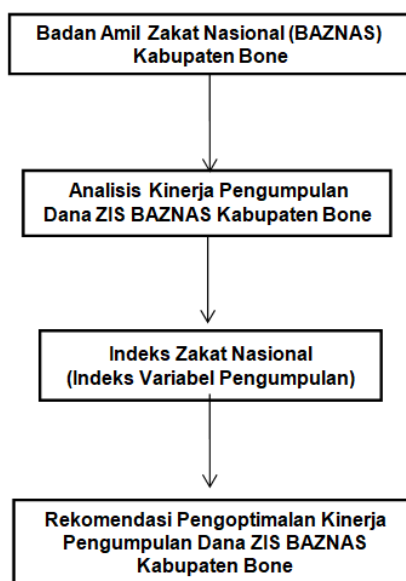 Badan Amil Zakat Nasional (BAZNAS)
Kabupaten Bone
Analisis Kinerja Pengumpulan
Dana ZIS BAZNAS Kabupaten Bone
Indeks Zakat Nasional
(Indeks Variabel Pengumpulan)
Rekomendasi Pengoptimalan Kinerja
Pengumpulan Dana ZIS BAZNAS
Kabupaten Bone